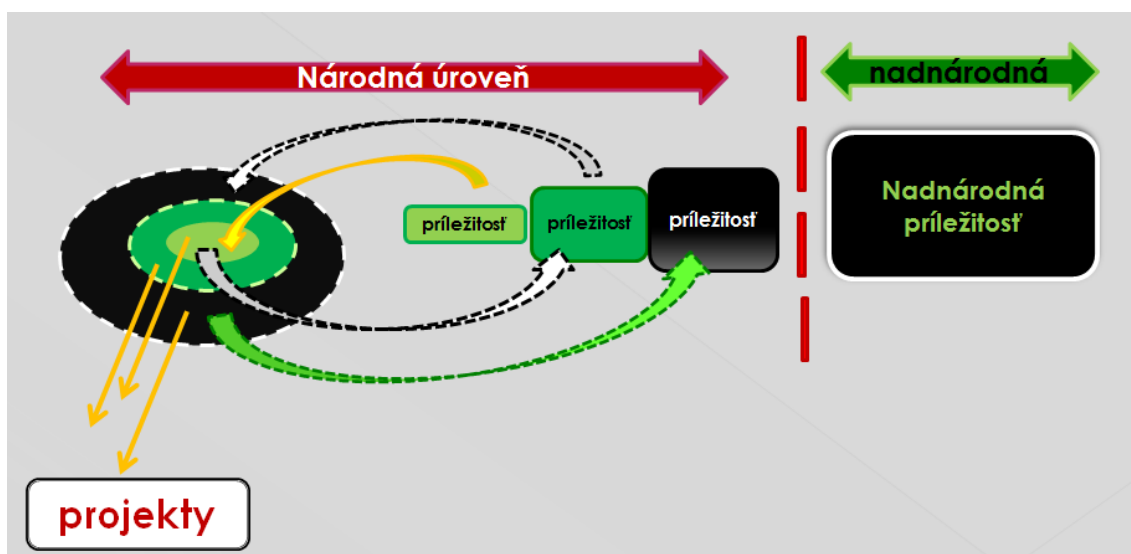 Národná úroveň
nadnárodná
príležitosť
príležitosť
príležitosť
Nadnárodná
príležitosť
projekty